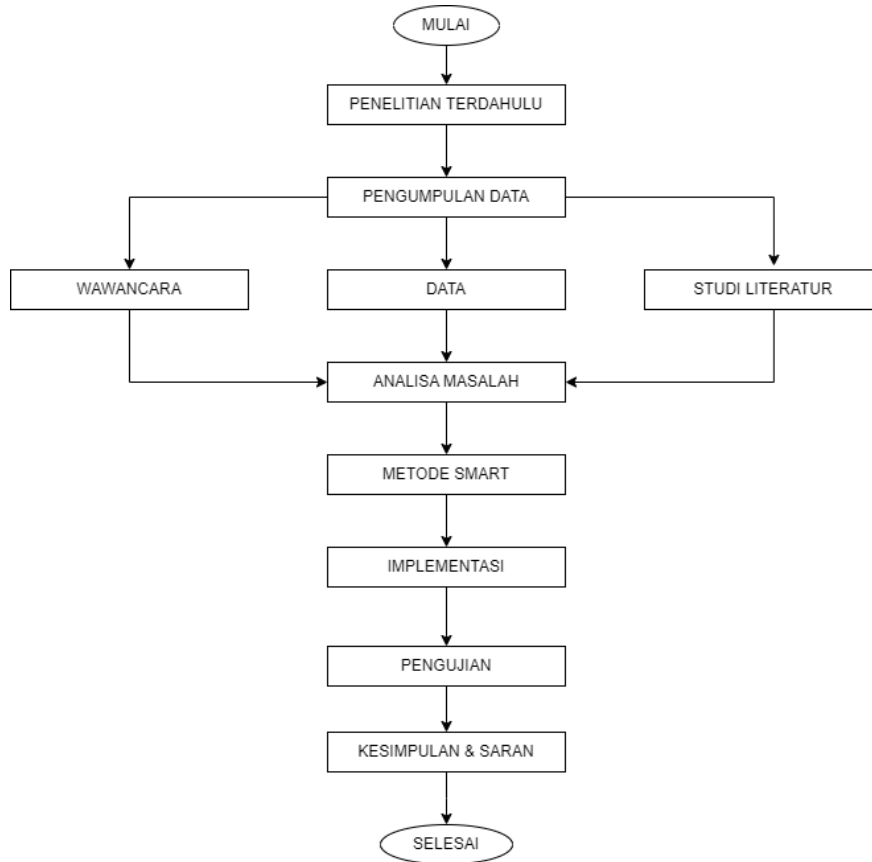 MULAI
PENELITIAN TERDAHULU
PENGUMPULAN DATA
WAWANCARA
DATA
STUDI LITERATUR
ANALISA MASALAH
METODE SMART
IMPLEMENTASI
PENGUJIAN
KESIMPULAN & SARAN
SELESAI